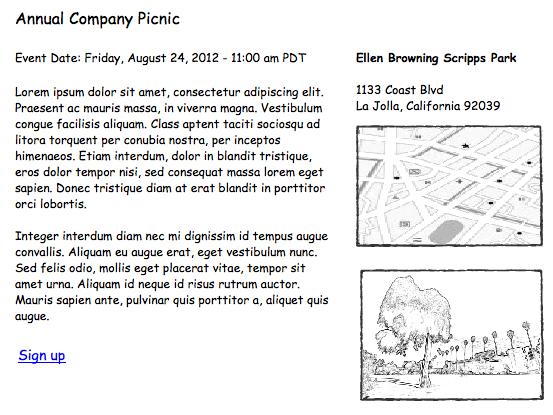 Annual Company Picnic
Event Date: Friday, August 24, 2012 - 11:00 am PDT
Lorem ipsum dolor sit amet, consectetur adipiscing elit.
Praesent ac mauris massa, in viverra magna. Vestibulum
congue facilisis aliquam. Class aptent taciti sociosqu ad
litora torquent per conubia nostra, per inceptos
himenaeos. Etiam interdum, dolor in blandit tristique,
eros dolor tempor nisi, sed consequat massa lorem eget
sapien. Donec tristique diam at erat blandit in porttitor
orci lobortis.
Integer interdum diam nec mi dignissim id tempus augue
convallis. Aliquam eu augue erat, eget vestibulum nunc.
Sed felis odio, mollis eget placerat vitae, tempor sit
amet urna. Aliquam id neque id risus rutrum auctor.
Mauris sapien ante, pulvinar quis porttitor a, aliquet quis
augue.
Sign up
Ellen Browning Scripps Park
1133 Coast Blvd
La Jolla, California 92039